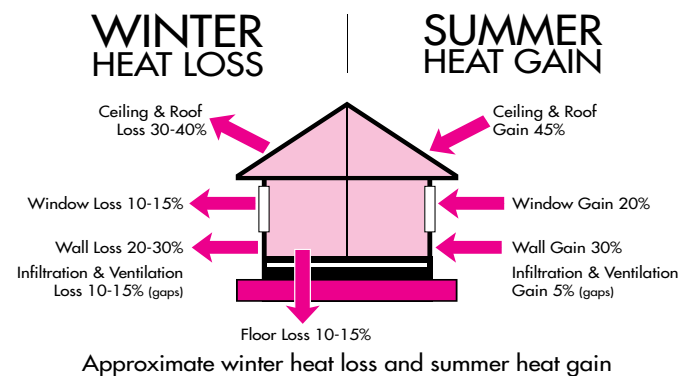 WINTER
HEAT LOSS
SUMMER
HEAT GAIN
Ceiling & Roof
Loss 30-40%
Ceiling & Roof
Gain 45%
Window Loss 10-15%
Window Gain 20%
Wall Loss 20-30%
Wall Gain 30%
Infiltration & Ventilation
Loss 10-15% (gaps)
Infiltration & Ventilation
Gain 5% (gaps)
Floor Loss 10-15%
Approximate winter heat loss and summer heat gain